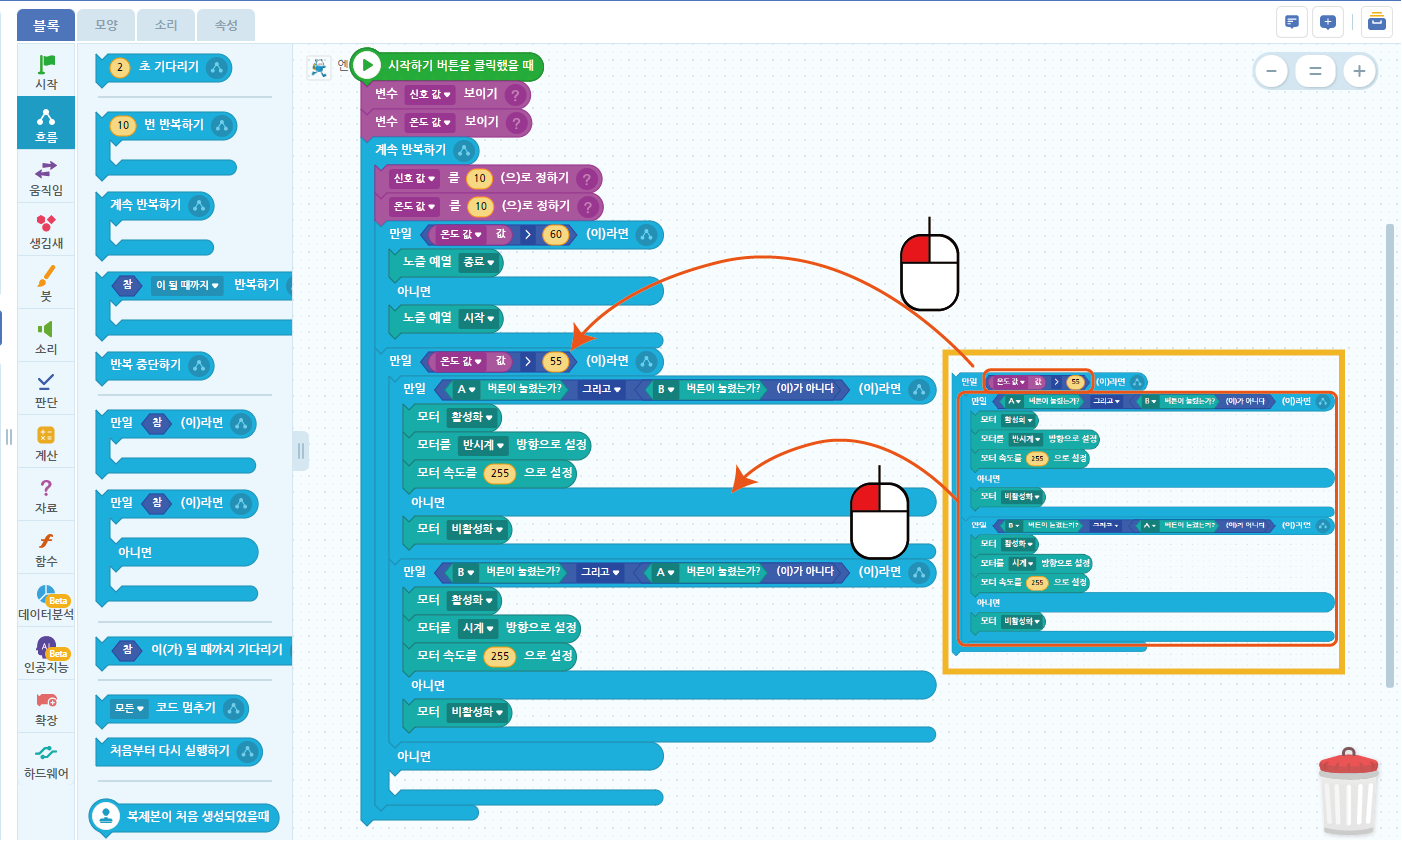 블록
모양
소리
속성
시작
흐름
움직임
생김새
붓
소리
판단
계산
자료
함수
Beta
데이터분석
AI
Beta
인공지능
확장
하드웨어
2 초 기다리기
10 번 반복하기
계속 반복하기
참 이 될 때까지 ▼ 반복하기
반복 중단하기
만일 참 (이)라면
만일 참 (이)라면
아니면
참 이(가) 될 때까지 기다리기
모든 ▼ 코드 멈추기
처음부터 다시 실행하기
복제본이 처음 생성되었을때
엔
시작하기 버튼을 클릭했을 때
변수 신호 값 ▼ 보이기 ?
변수 온도 값 ▼ 보이기 ?
계속 반복하기
신호 값 ▼ 를 10 (으)로 정하기 ?
온도 값 ▼ 를 10 (으)로 정하기 ?
만일 온도 값 ▼ 값 > 60 (이)라면
노즐 예열 종료 ▼
아니면
노즐 예열 시작 ▼
만일 온도 값 ▼ 값 > 55 (이)라면
만일 A ▼ 버튼이 눌렸는가? 그리고 ▼ B ▼ 버튼이 눌렸는가? (이)가 아니다 (이)라면
모터 활성화 ▼
모터를 반시계 ▼ 방향으로 설정
모터 속도를 255 으로 설정
아니면
모터 비활성화 ▼
만일 B ▼ 버튼이 눌렸는가? 그리고 ▼ A ▼ 버튼이 눌렸는가? (이)가 아니다 (이)라면
모터 활성화 ▼
모터를 시계 ▼ 방향으로 설정
모터 속도를 255 으로 설정
아니면
모터 비활성화 ▼
아니면
만일 온도 값 ▼ 값 > 55 (이)라면
만일 A ▼ 버튼이 눌렸는가? 그리고 ▼ B ▼ 버튼이 눌렸는가? (이)가 아니다 (이)라면
모터 활성화 ▼
모터를 반시계 ▼ 방향으로 설정
모터 속도를 255 으로 설정
아니면
모터 비활성화 ▼
만일 B ▼ 버튼이 눌렸는가? 그리고 ▼ A ▼ 버튼이 눌렸는가? (이)가 아니다 (이)라면
모터 활성화 ▼
모터를 시계 ▼ 방향으로 설정
모터 속도를 255 으로 설정
아니면
모터 비활성화 ▼